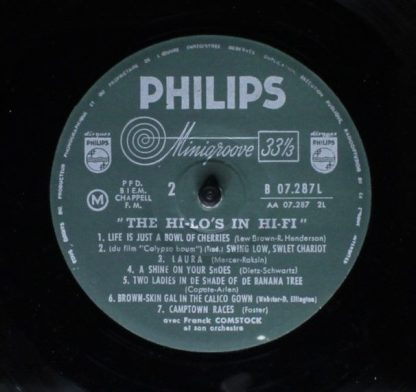 PHILIPS
Minigroove 33⅓
disques
PHILIPS
disques
PHILIPS
PPD.
BIEM.
CHAPPELL
F. M.
M
2
B 07.287L
AA 07.287 2L
"THE HI-LO'S IN HI-FI"
1. LIFE IS JUST A BOWL OF CHERRIES (Lew Brown-R. Henderson)
2. (du film "Calypso boum") (Trad.) SWING LOW, SWEET CHARIOT
3. LAURA (Mercer-Raksin)
4. A SHINE ON YOUR SHOES (Dietz-Schwartz)
5. TWO LADIES IN DE SHADE OF DE BANANA TREE
(Capote-Arlen)
6. BROWN-SKIN GAL IN THE CALICO GOWN (Webster-D. Ellington)
7. CAMPTOWN RACES (Foster)
avec Franck COMSTOCK
et son orchestre